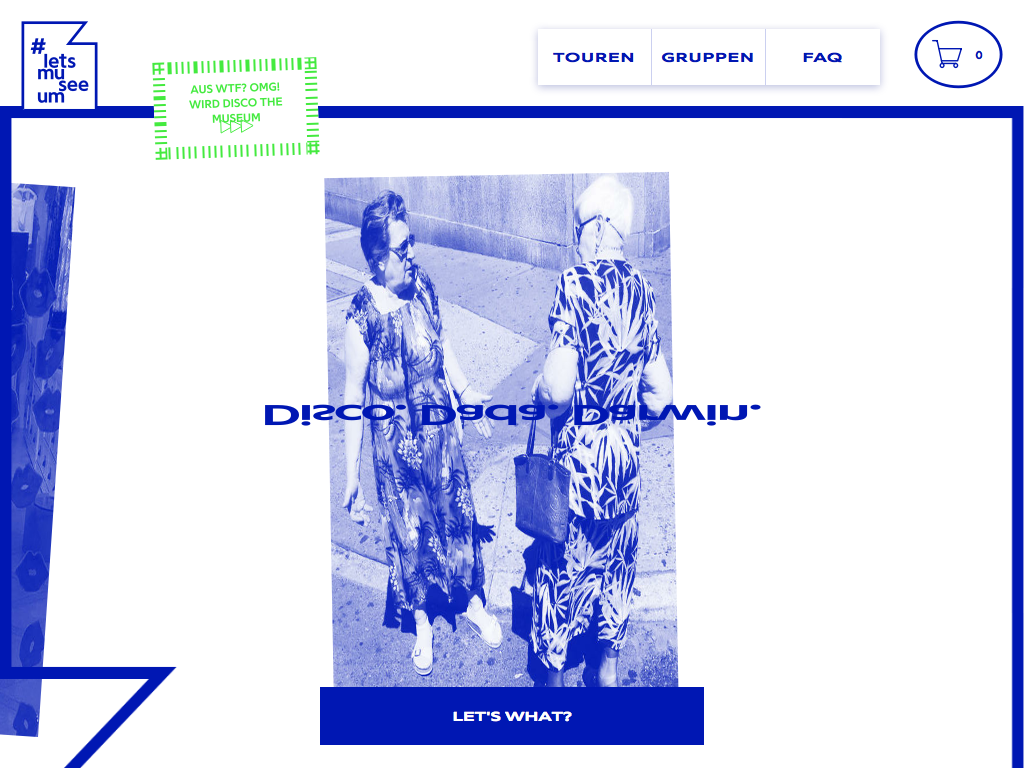 #
lets
mu
see
um
AUS WTF? OMG!
WIRD DISCO THE
MUSEUM
TOUREN
GRUPPEN
FAQ
0
Disco. Dada. Darwin.
LET'S WHAT?